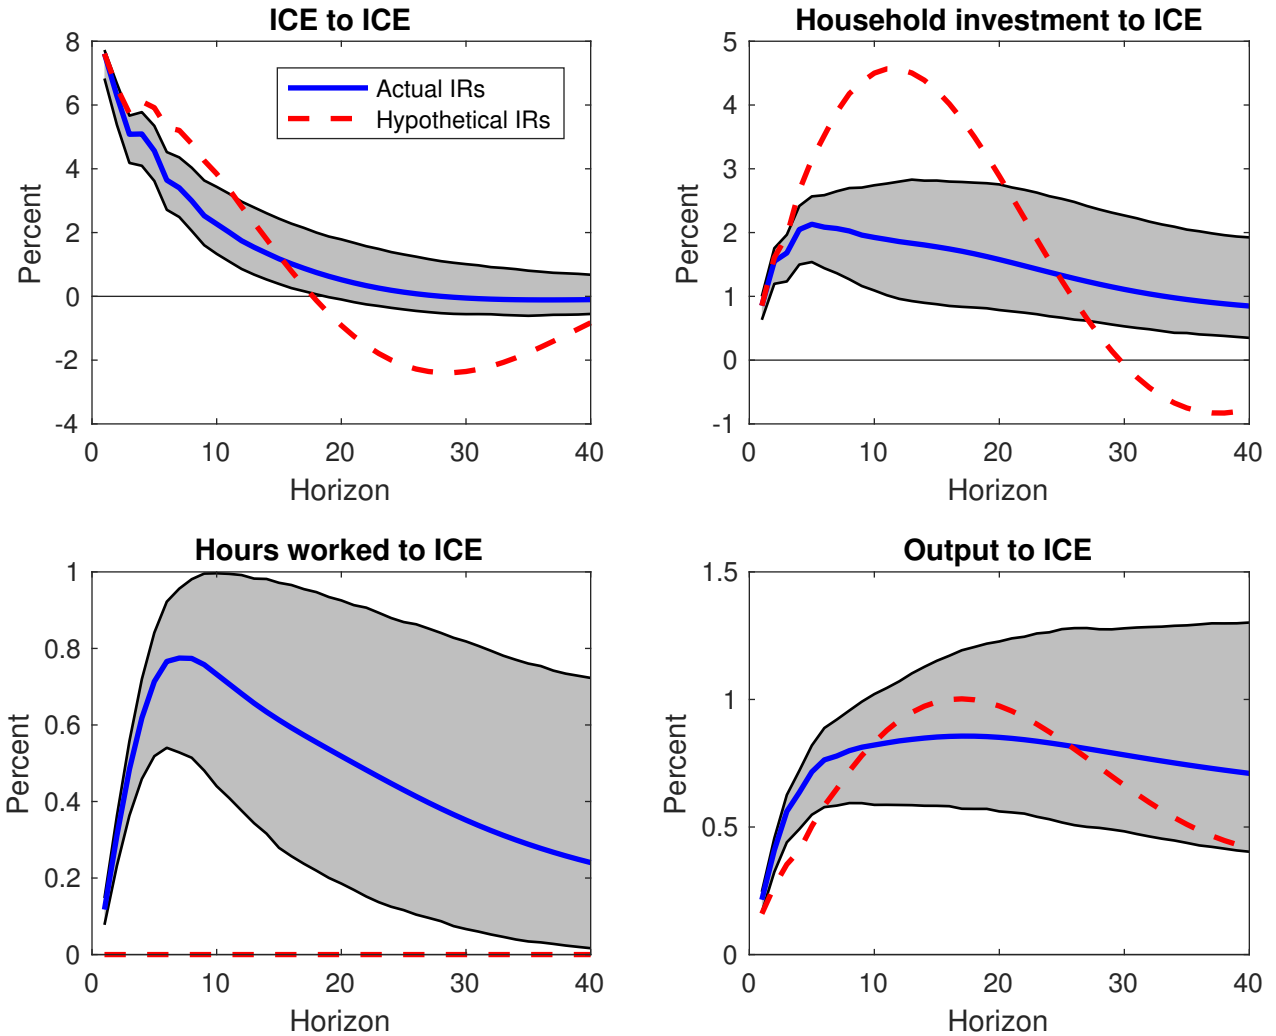 ICE to ICE
8
6
4
2
0
-2
-4
Percent
0 10 20 30 40
Horizon
Actual IRs
Hypothetical IRs
Household investment to ICE
5
4
3
2
1
0
-1
Percent
0 10 20 30 40
Horizon
Hours worked to ICE
1
0.8
0.6
0.4
0.2
0
Percent
0 10 20 30 40
Horizon
Output to ICE
1.5
1
0.5
0
Percent
0 10 20 30 40
Horizon